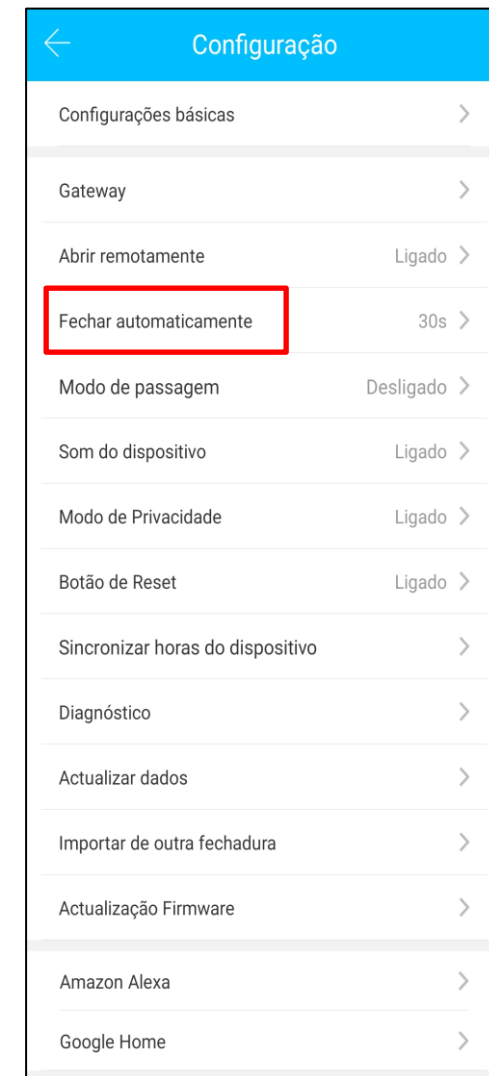 Configuração
Configurações básicas
Gateway
Abrir remotamente Ligado
Fechar automaticamente 30s
Modo de passagem Desligado
Som do dispositivo Ligado
Modo de Privacidade Ligado
Botão de Reset Ligado
Sincronizar horas do dispositivo
Diagnóstico
Actualizar dados
Importar de outra fechadura
Actualização Firmware
Amazon Alexa
Google Home